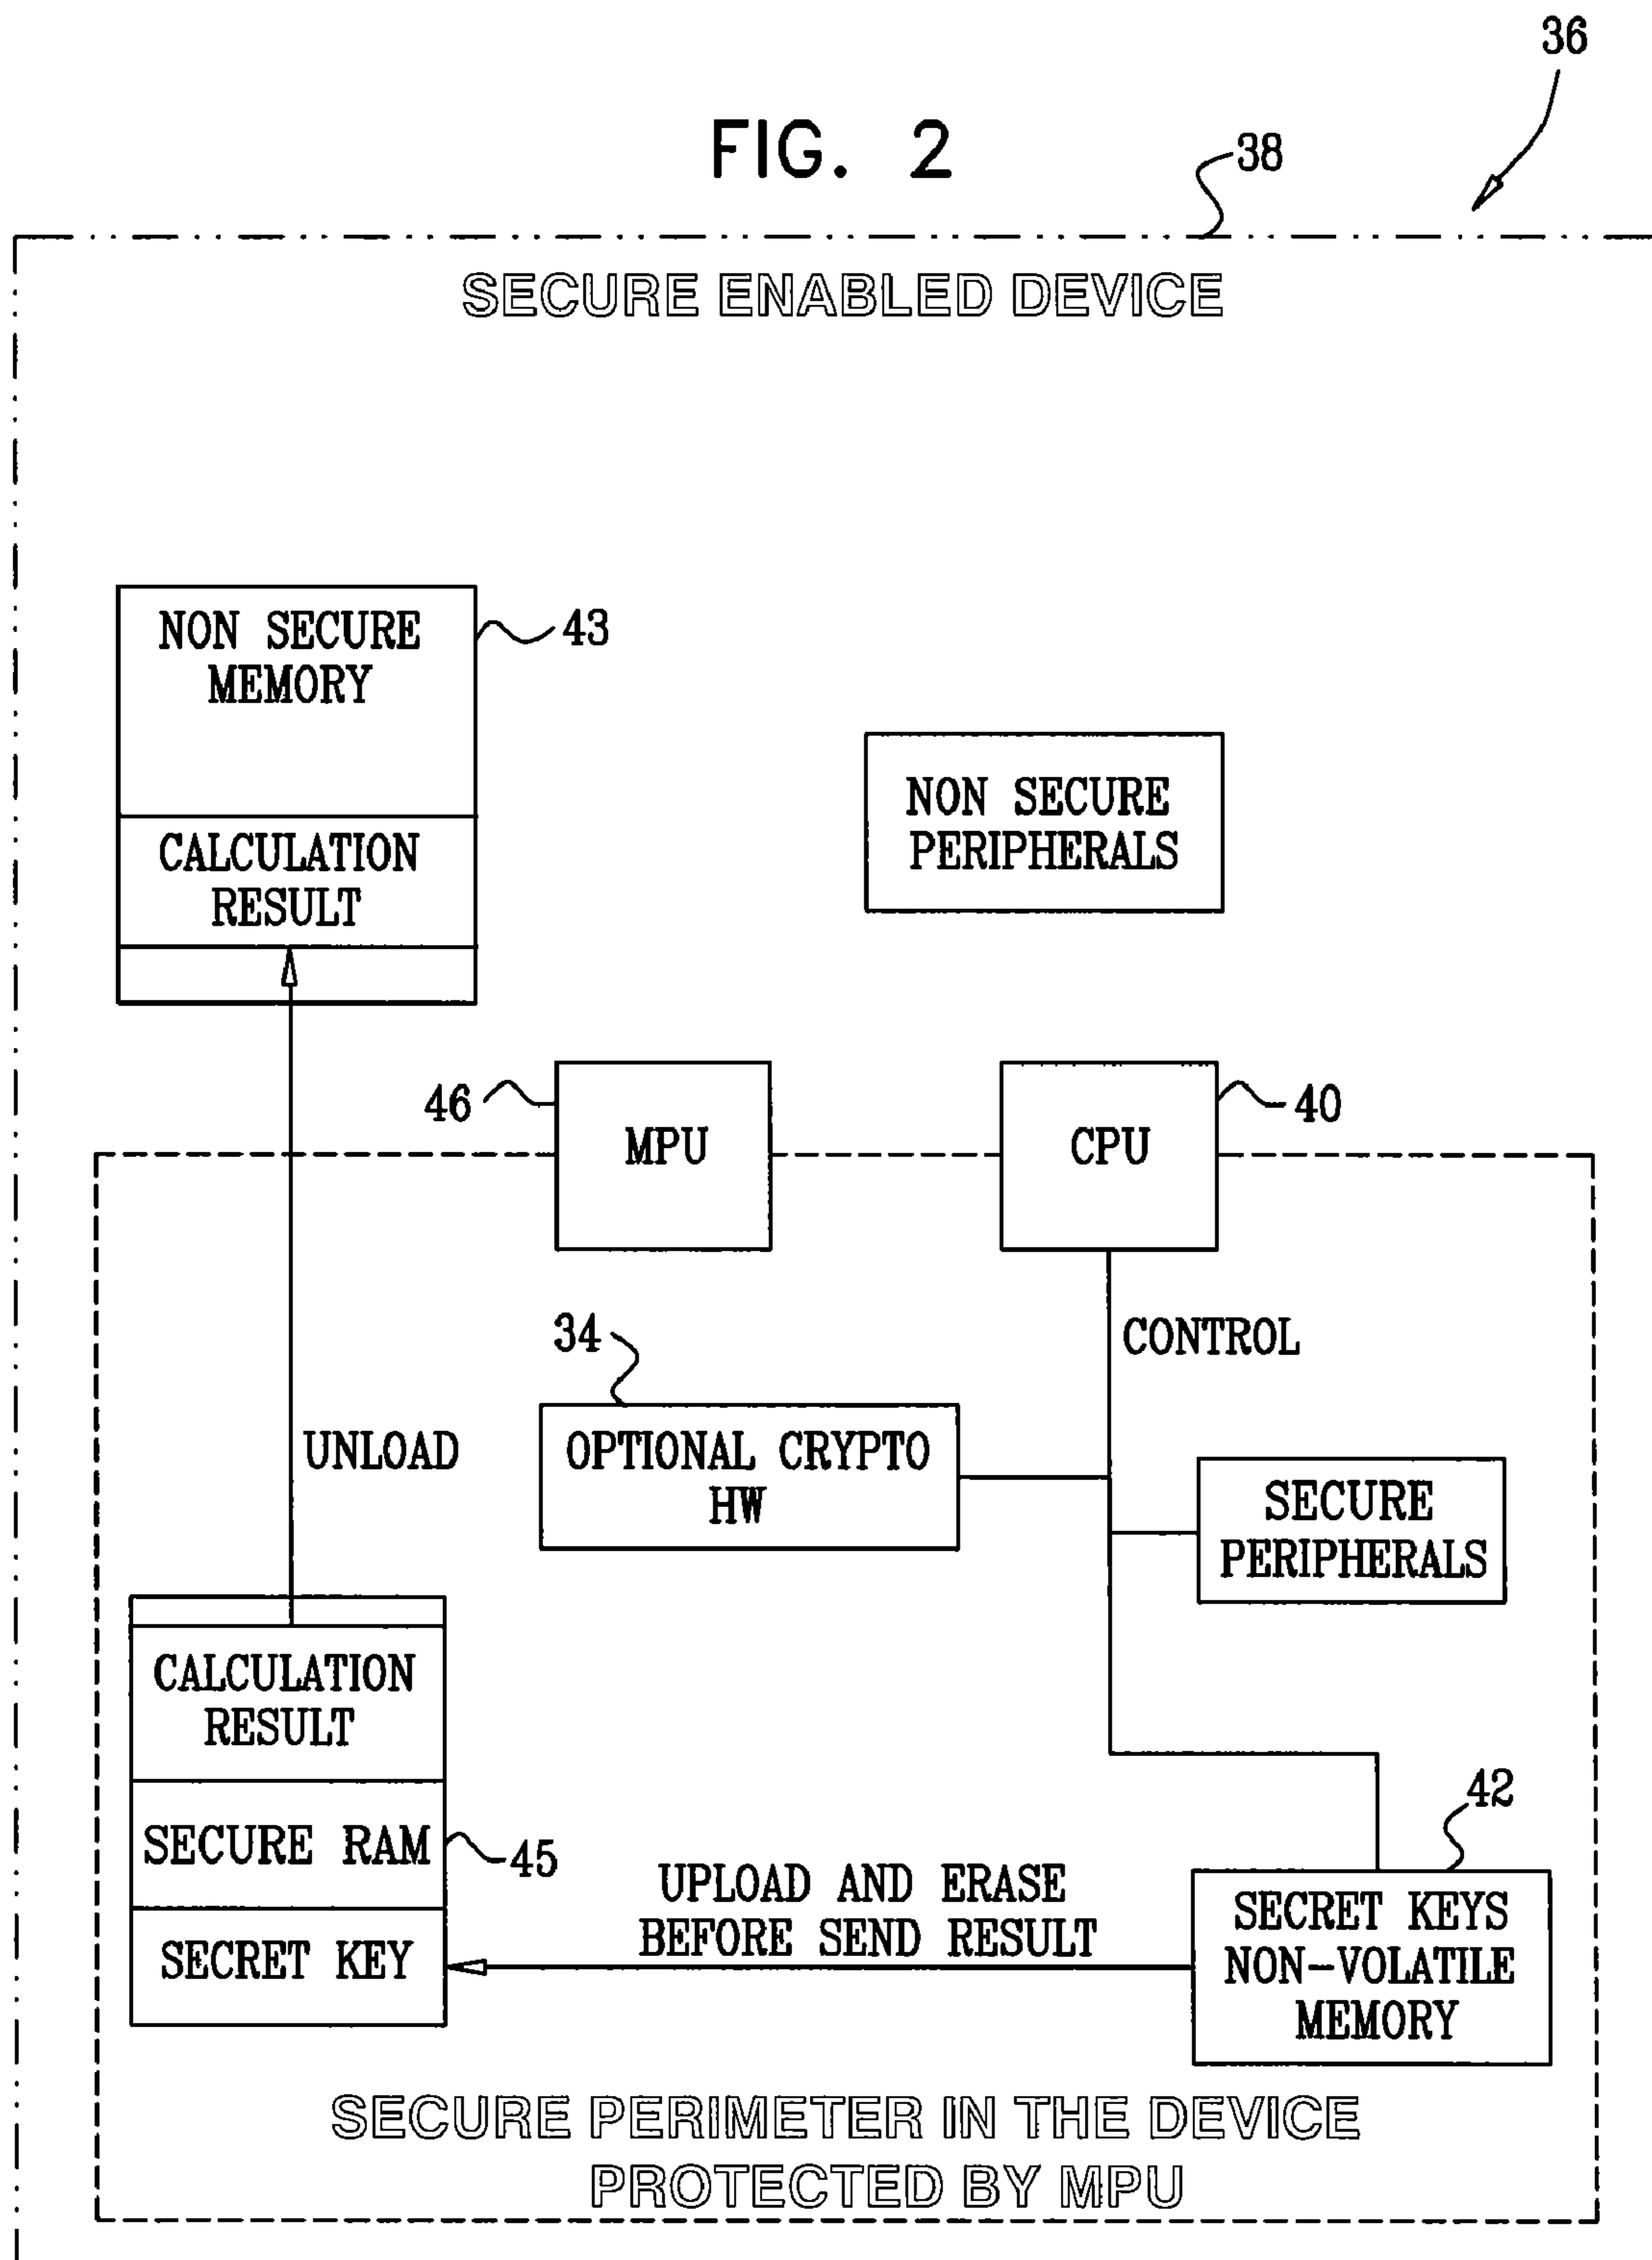 36
FIG. 2
38
SECURE ENABLED DEVICE
NON SECURE
MEMORY
43
CALCULATION
RESULT
NON SECURE
PERIPHERALS
46
MPU
CPU
40
CONTROL
34
OPTIONAL CRYPTO
HW
UNLOAD
SECURE
PERIPHERALS
CALCULATION
RESULT
SECURE RAM
45
SECRET KEY
UPLOAD AND ERASE
BEFORE SEND RESULT
42
SECRET KEYS
NON-VOLATILE
MEMORY
SECURE PERIMETER IN THE DEVICE
PROTECTED BY MPU